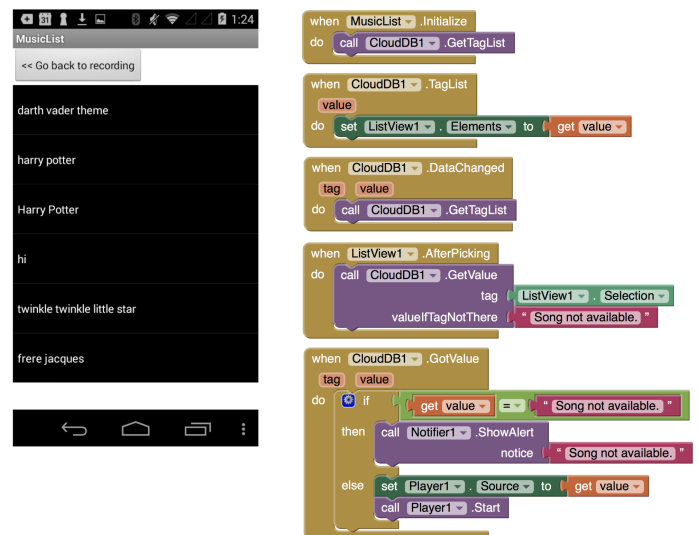 31 1:24
MusicList
<< Go back to recording
darth vader theme
harry potter
Harry Potter
hi
twinkle twinkle little star
frere jacques
when MusicList .Initialize
do call CloudDB1 .GetTagList
when CloudDB1 .TagList
value
do set ListView1 . Elements to get value
when CloudDB1 .DataChanged
tag value
do call CloudDB1 .GetTagList
when ListView1 .AfterPicking
do call CloudDB1 .GetValue
tag ListView1 . Selection
valueIfTagNotThere “ Song not available. ”
when CloudDB1 .GotValue
tag value
do if get value = “ Song not available. ”
then call Notifier1 .ShowAlert
notice “ Song not available. ”
else set Player1 . Source to get value
call Player1 .Start